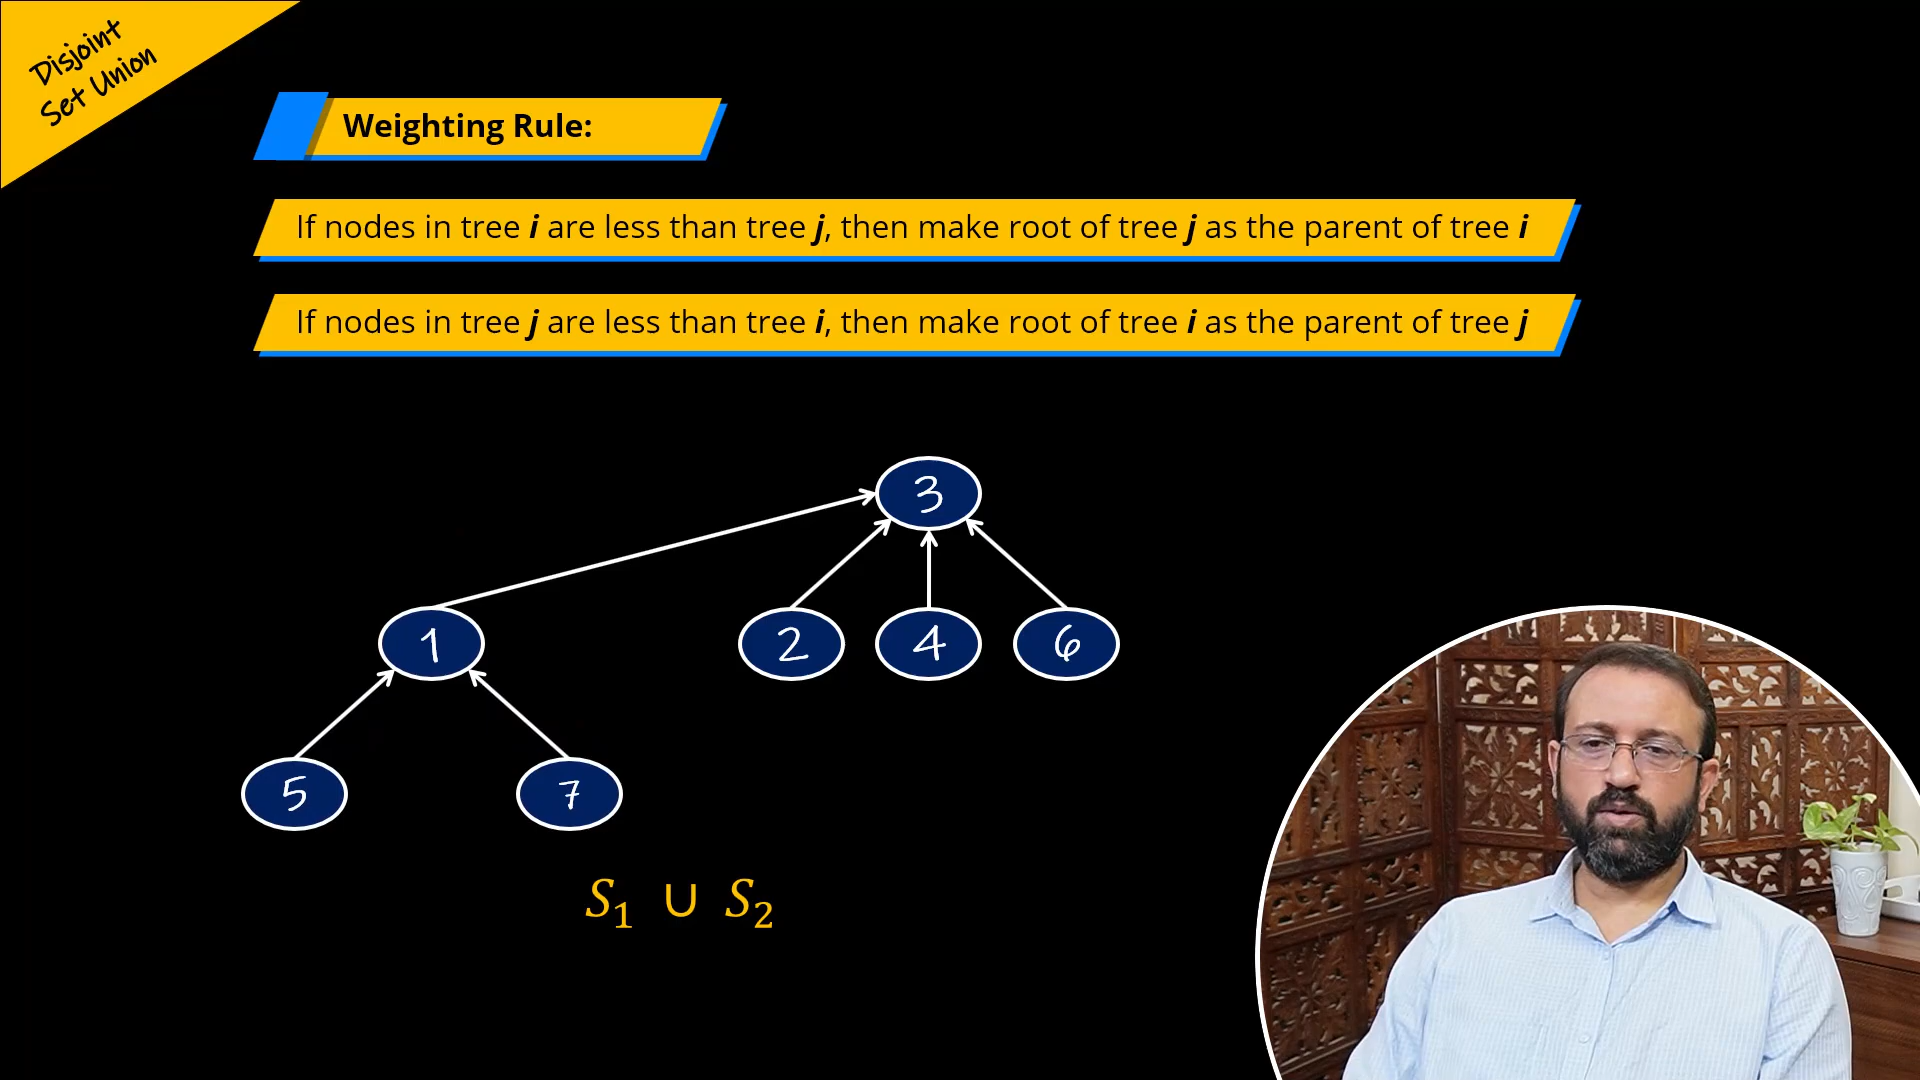 Disjoint
Set Union
Weighting Rule:
If nodes in tree i are less than tree j, then make root of tree j as the parent of tree i
If nodes in tree j are less than tree i, then make root of tree i as the parent of tree j
3
1 2 4 6
5 7
S₁ ∪ S₂